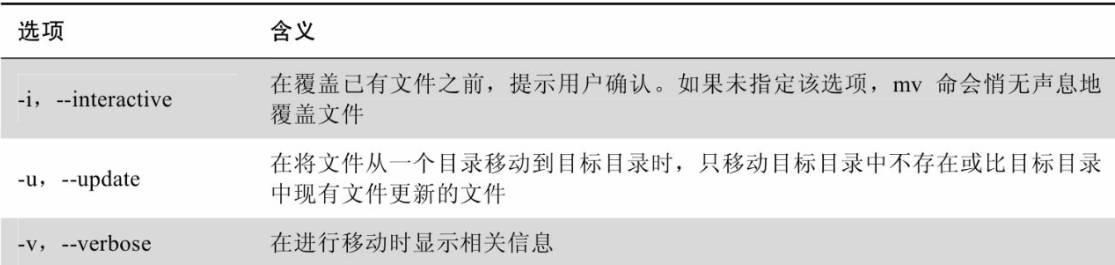 选项 含义
-i，--interactive 在覆盖已有文件之前，提示用户确认。如果未指定该选项，mv 命会悄无声息地
覆盖文件
-u，--update 在将文件从一个目录移动到目标目录时，只移动目标目录中不存在或比目标目录
中现有文件更新的文件
-v，--verbose 在进行移动时显示相关信息